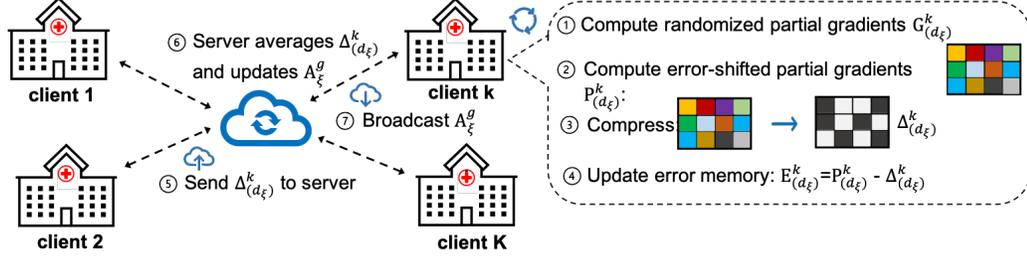 client 1
client 2
⑥ Server averages Δ^k_(d_ξ)
and updates A^g_ξ
⑤ Send Δ^k_(d_ξ) to server
client k
⑦ Broadcast A^g_ξ
client K
① Compute randomized partial gradients G^k_(d_ξ)
② Compute error-shifted partial gradients
P^k_(d_ξ):
③ Compress
Δ^k_(d_ξ)
④ Update error memory: E^k_(d_ξ)=P^k_(d_ξ) - Δ^k_(d_ξ)